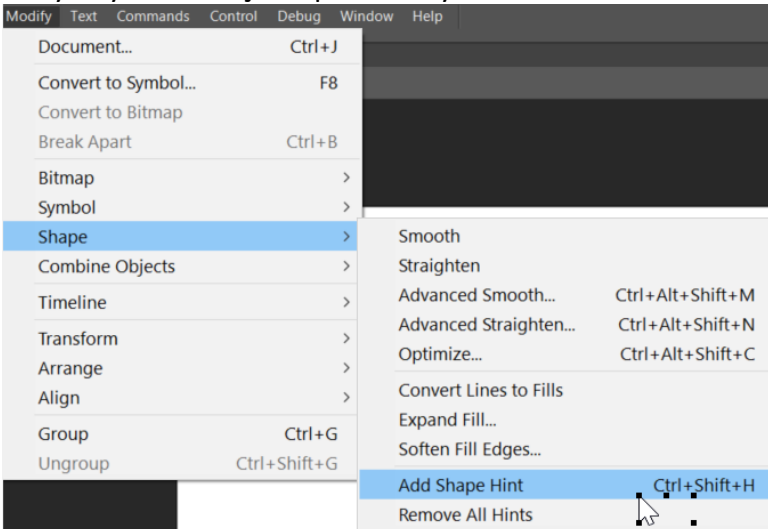 Modify Text Commands Control Debug Window Help
Document... Ctrl+J
Convert to Symbol... F8
Convert to Bitmap
Break Apart Ctrl+B
Bitmap
Symbol
Shape
Combine Objects
Timeline
Transform
Arrange
Align
Group Ctrl+G
Ungroup Ctrl+Shift+G
Smooth
Straighten
Advanced Smooth... Ctrl+Alt+Shift+M
Advanced Straighten... Ctrl+Alt+Shift+N
Optimize... Ctrl+Alt+Shift+C
Convert Lines to Fills
Expand Fill...
Soften Fill Edges...
Add Shape Hint Ctrl+Shift+H
Remove All Hints